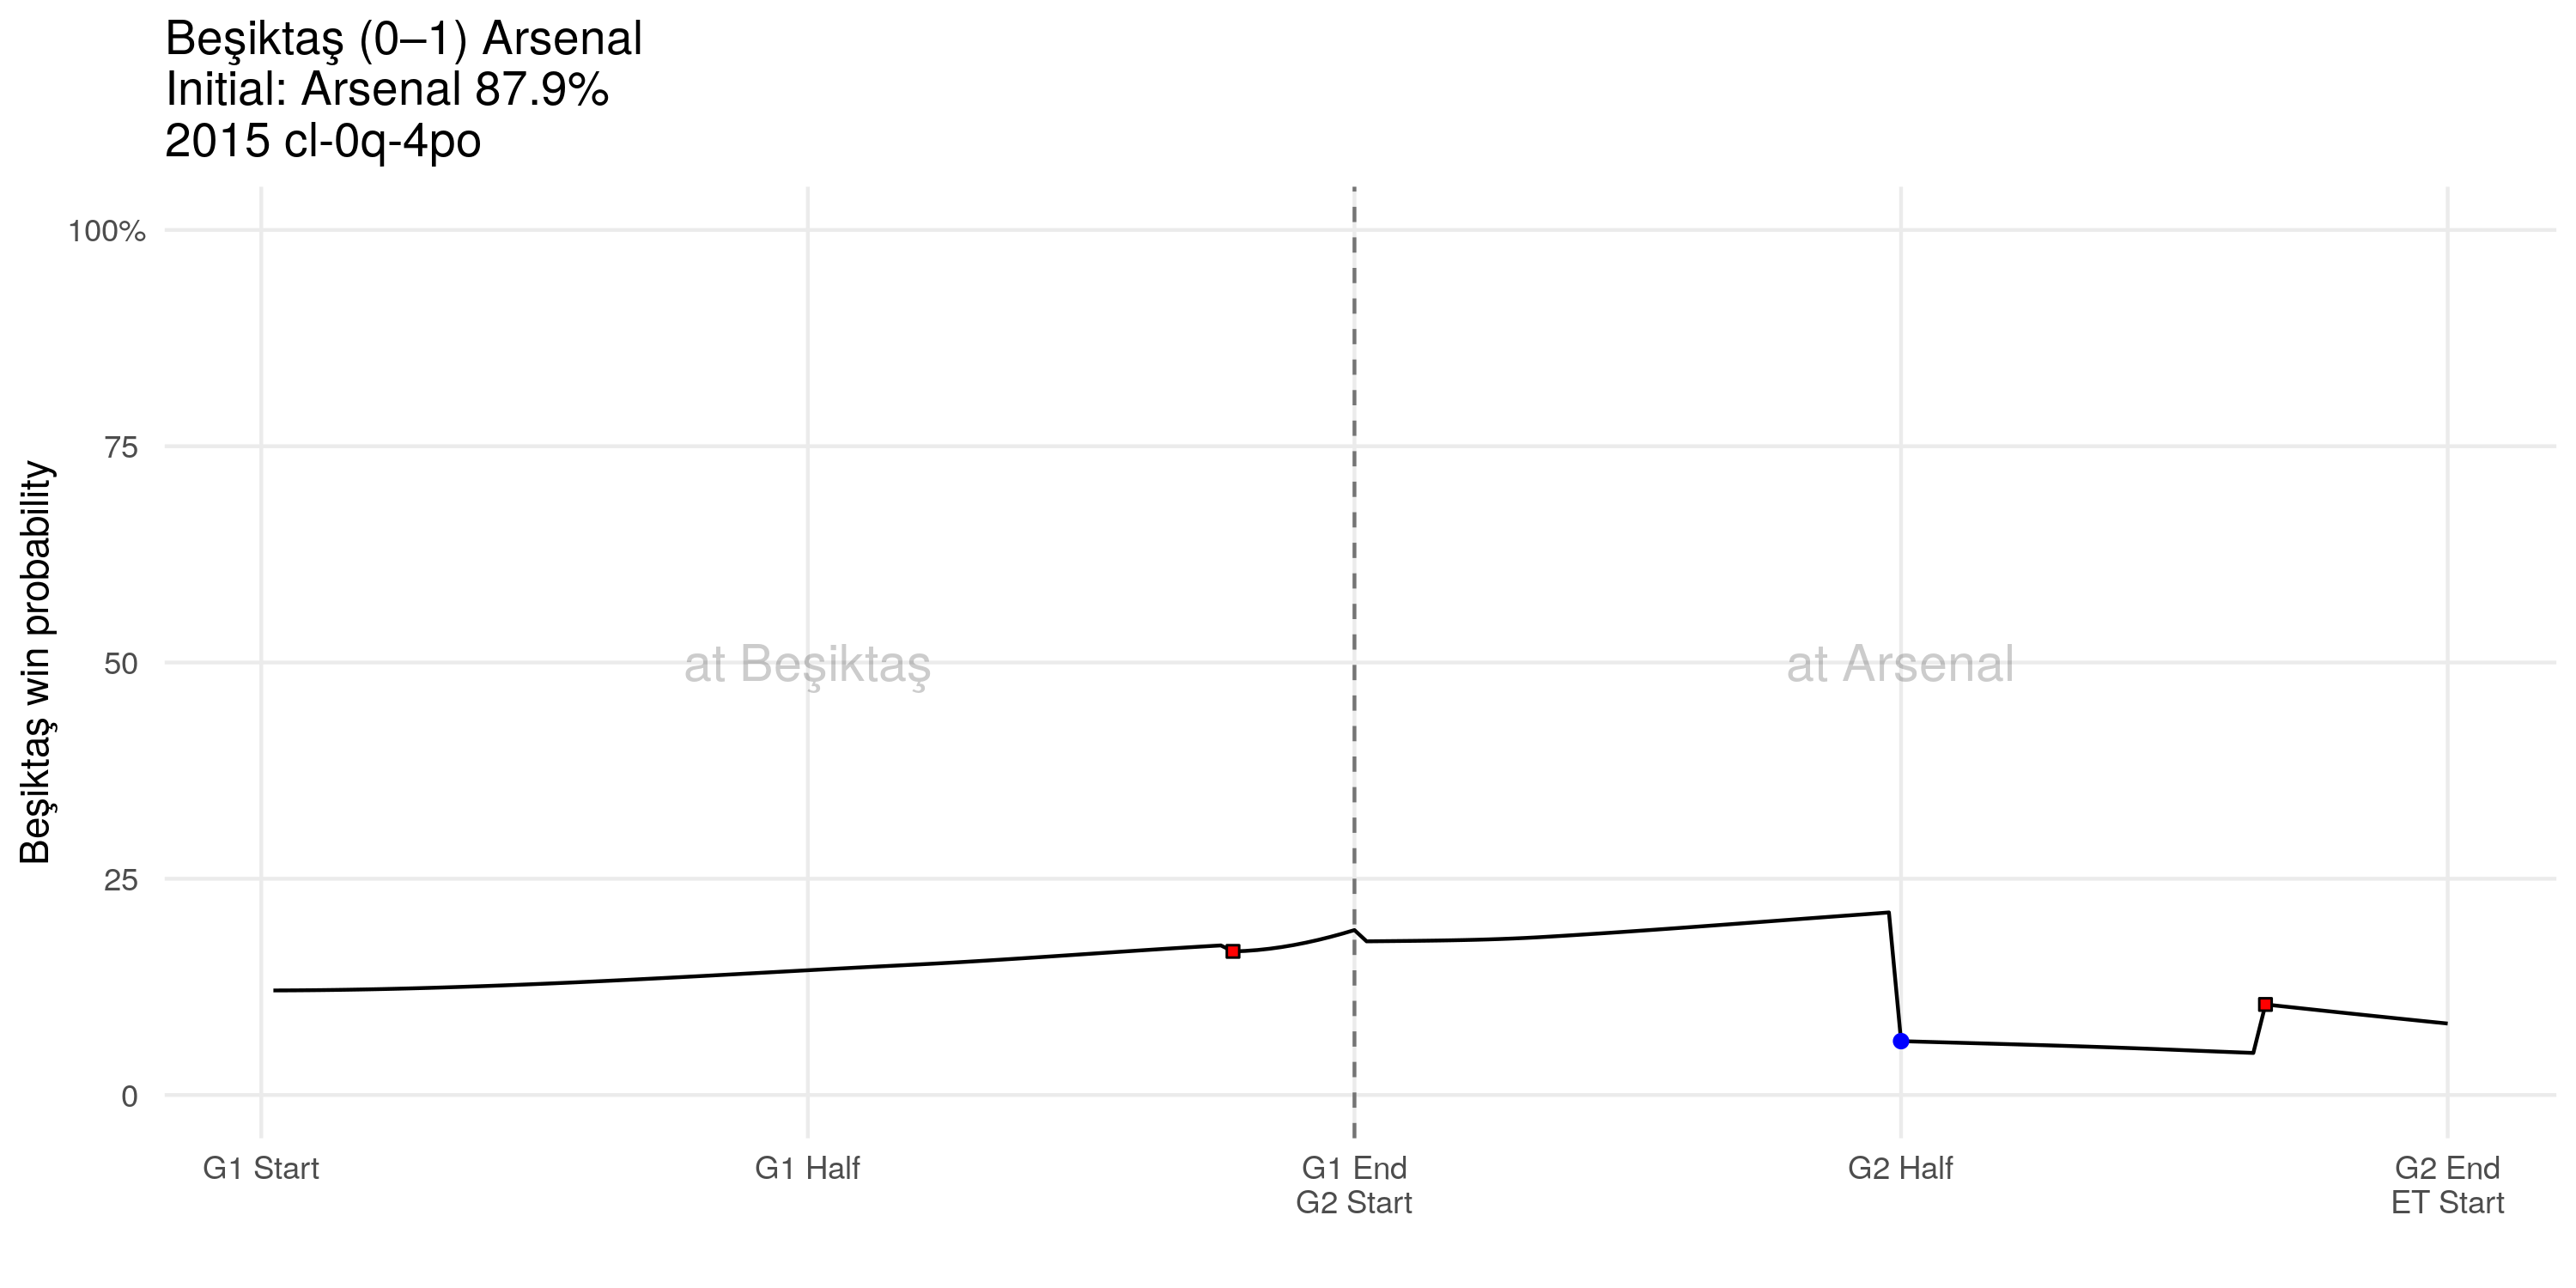 Beşiktaş (0–1) Arsenal
Initial: Arsenal 87.9%
2015 cl-0q-4po
Beşiktaş win probability
100%
75
50
25
0
at Beşiktaş
at Arsenal
G1 Start
G1 Half
G1 End
G2 Start
G2 Half
G2 End
ET Start